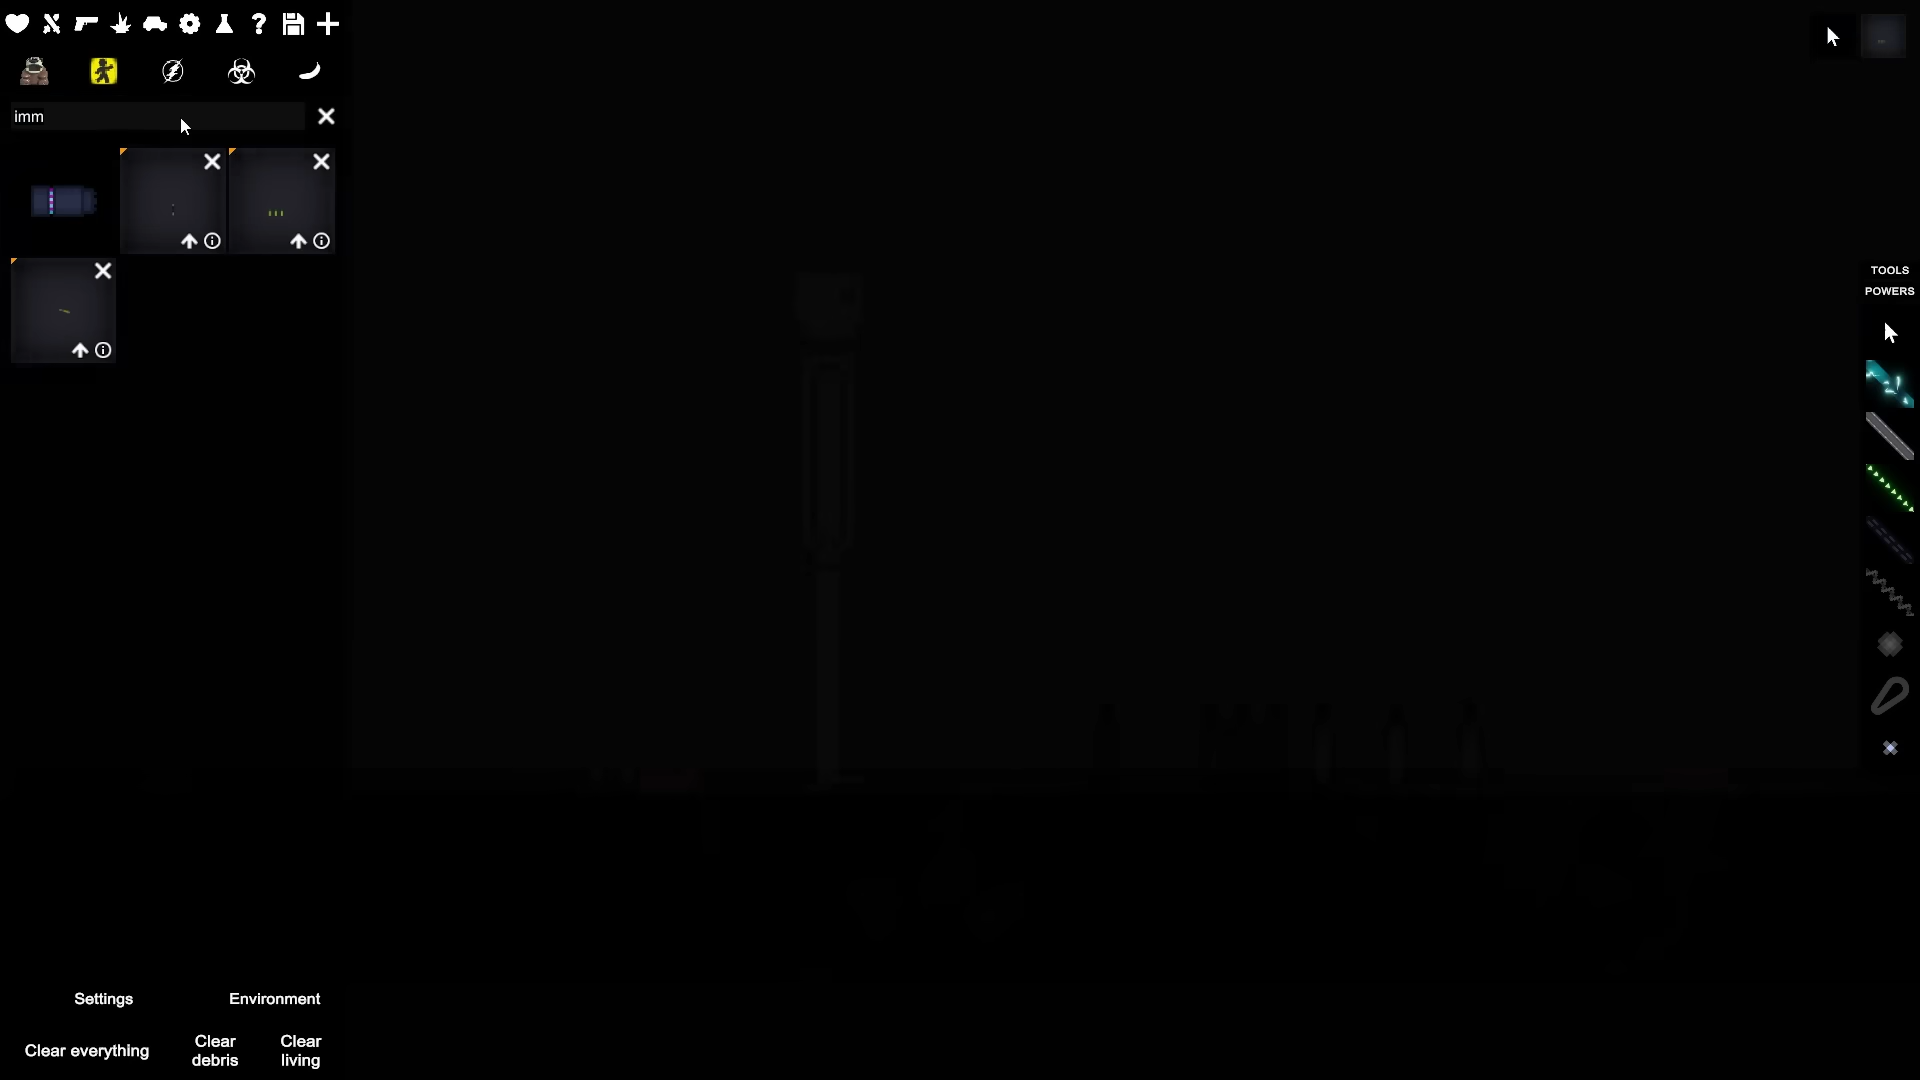 imm
TOOLS
POWERS
Settings
Environment
Clear everything
Clear
debris
Clear
living